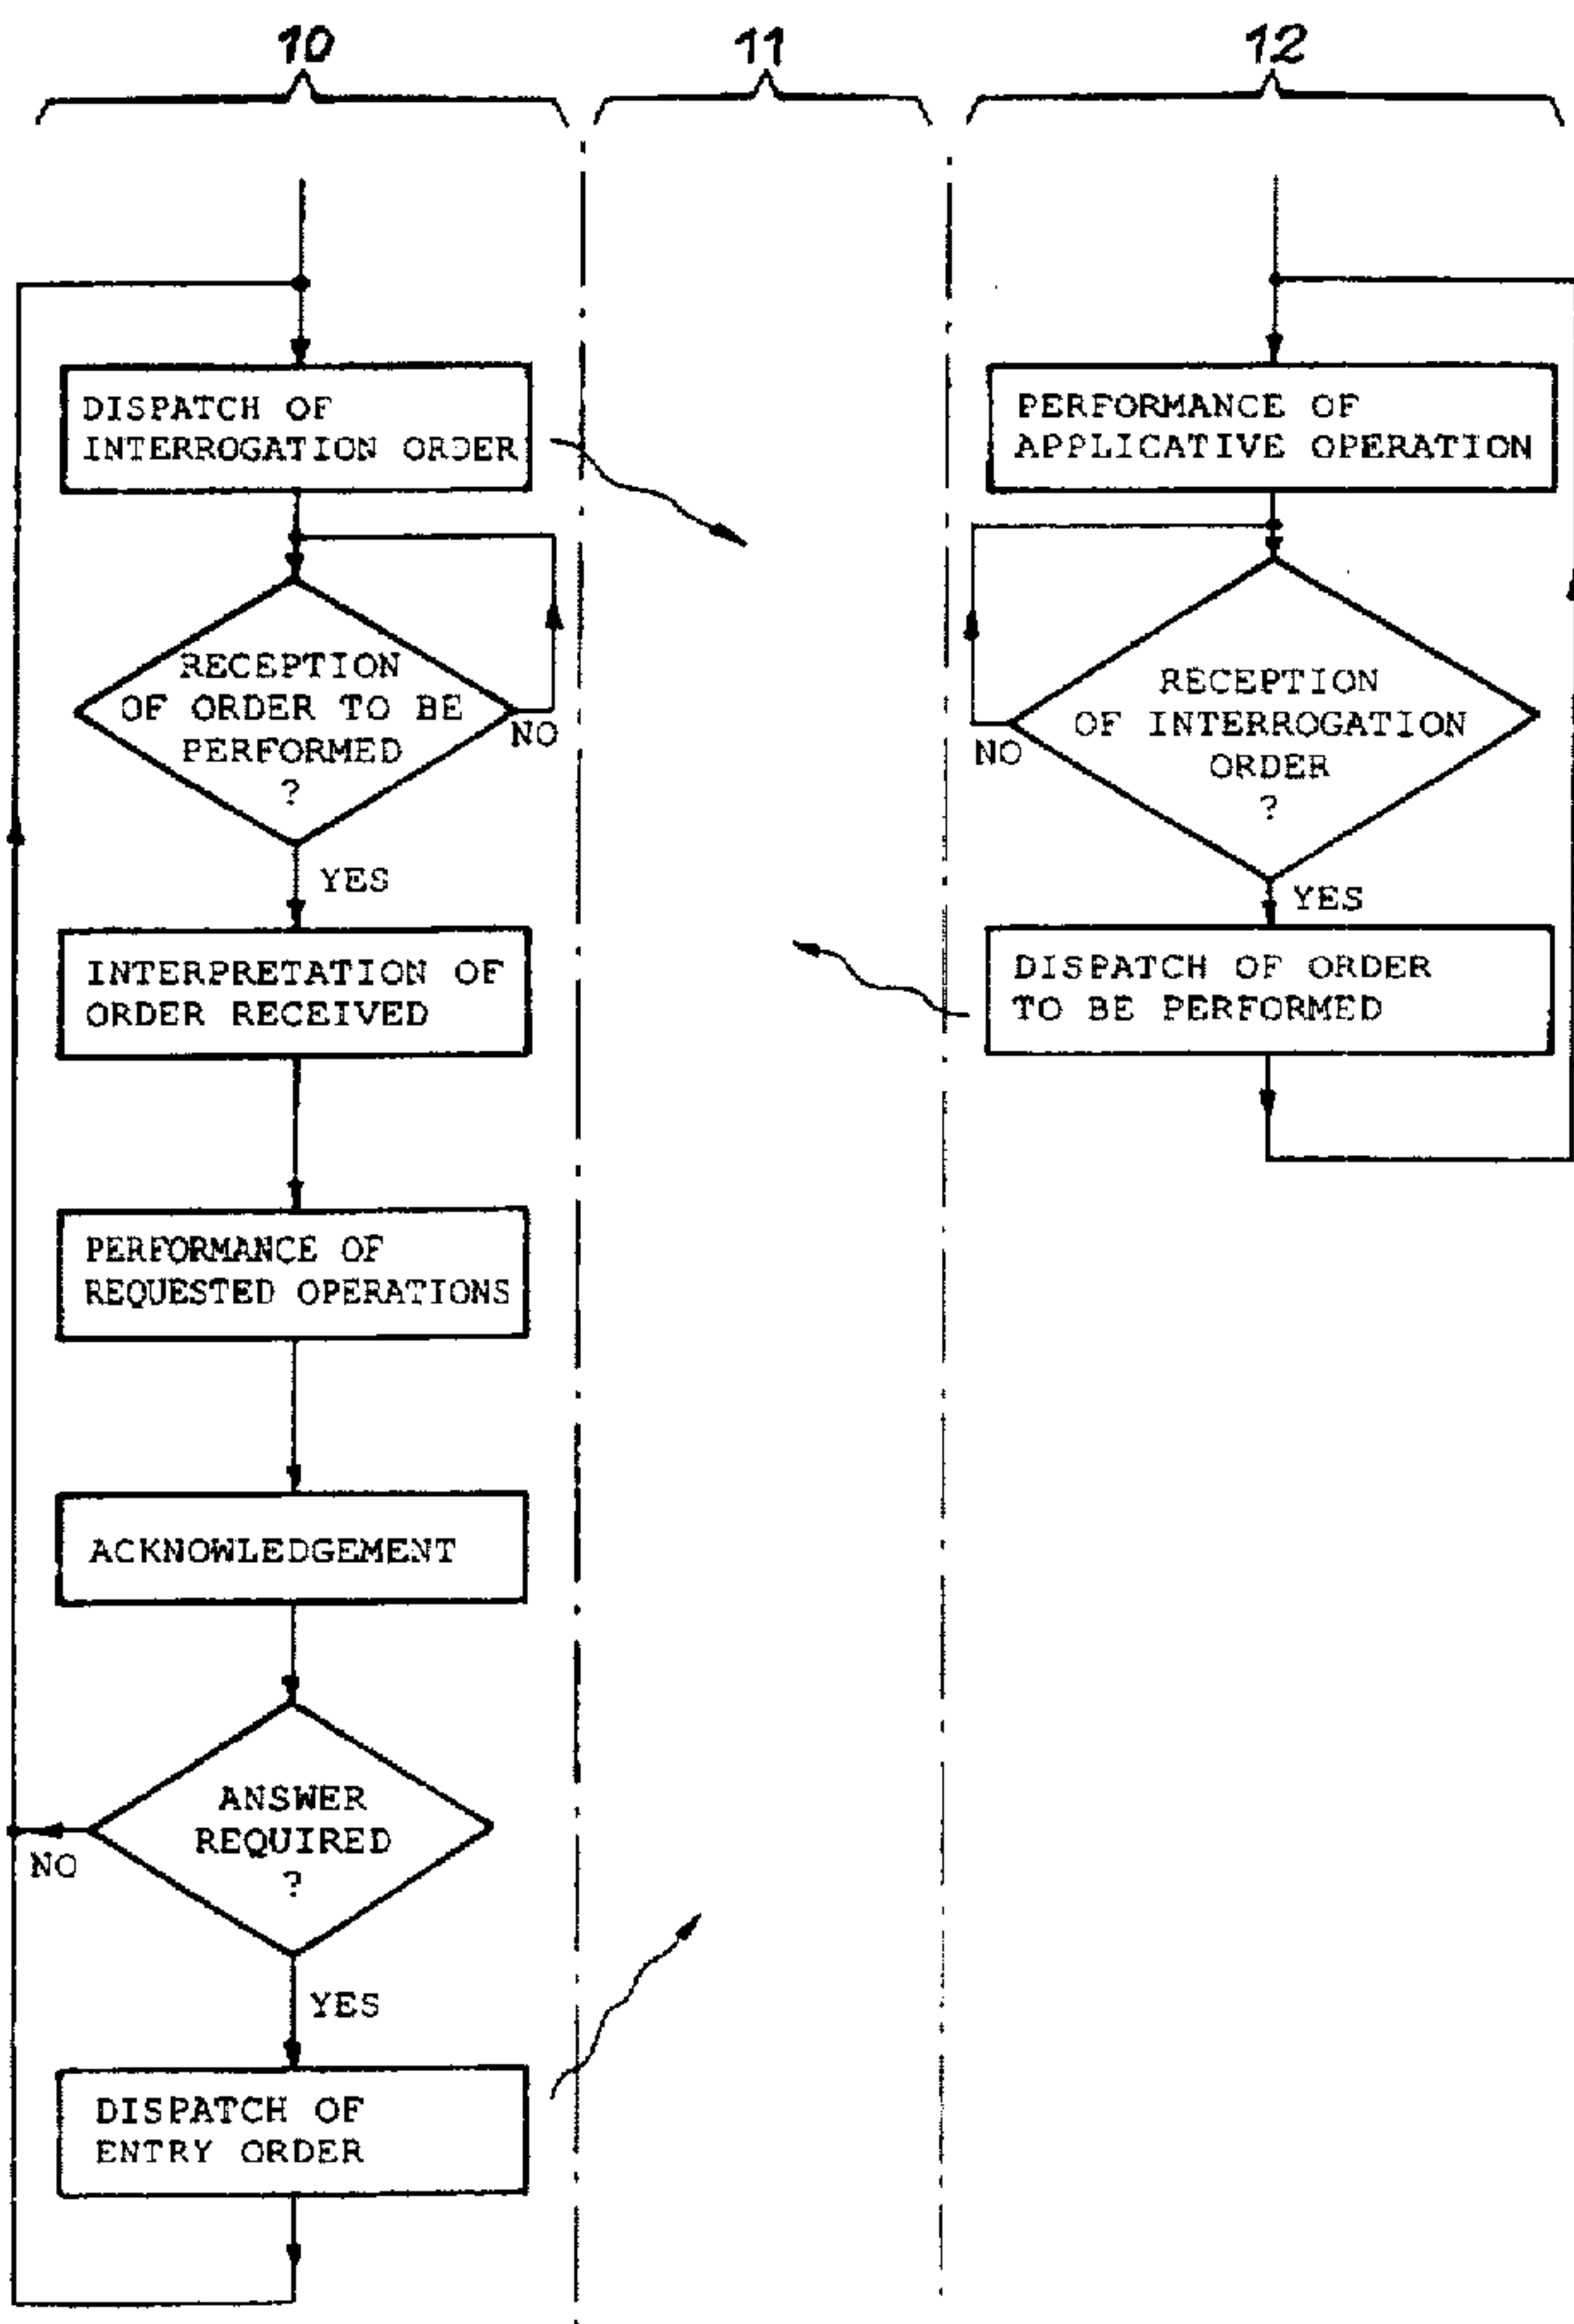 10
11
12
DISPATCH OF
INTERROGATION ORDER
RECEPTION
OF ORDER TO BE
PERFORMED
?
NO
YES
INTERPRETATION OF
ORDER RECEIVED
PERFORMANCE OF
REQUESTED OPERATIONS
ACKNOWLEDGEMENT
ANSWER
REQUIRED
?
NO
YES
DISPATCH OF
ENTRY ORDER
PERFORMANCE OF
APPLICATIVE OPERATION
RECEPTION
OF INTERROGATION
ORDER
?
NO
YES
DISPATCH OF ORDER
TO BE PERFORMED